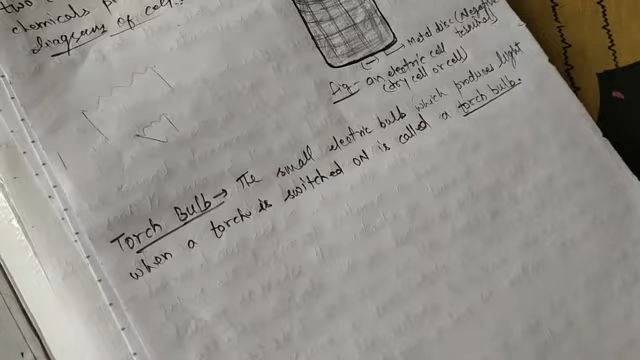 two
chemicals
diagram of cell.
(-) Metal disc (Negative
terminal)
Fig - an electric cell
(dry cell or cell)
Torch Bulb → The small electric bulb which produces light
when a torch is switched ON is called a torch bulb.